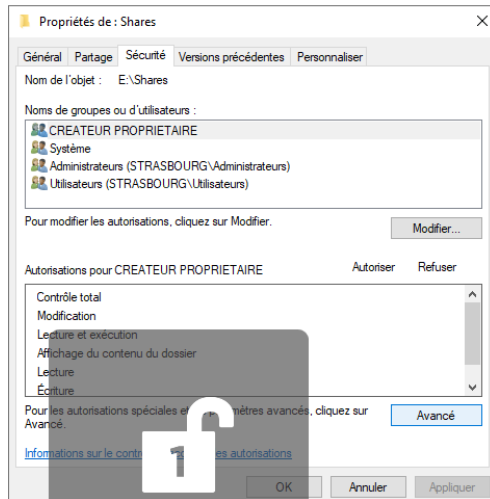 Propriétés de : Shares
Général Partage Sécurité Versions précédentes Personnaliser
Nom de l'objet : E:\Shares
Noms de groupes ou d'utilisateurs :
CREATEUR PROPRIETAIRE
Système
Administrateurs (STRASBOURG\Administrateurs)
Utilisateurs (STRASBOURG\Utilisateurs)
Pour modifier les autorisations, cliquez sur Modifier.
Modifier...
Autorisations pour CREATEUR PROPRIETAIRE Autoriser Refuser
Contrôle total
Modification
Lecture et exécution
Affichage du contenu du dossier
Lecture
Écriture
Pour les autorisations spéciales et mètres avancés, cliquez sur
Avancé.
Avancé
1
Informations sur le contr es autorisations
OK Annuler Appliquer